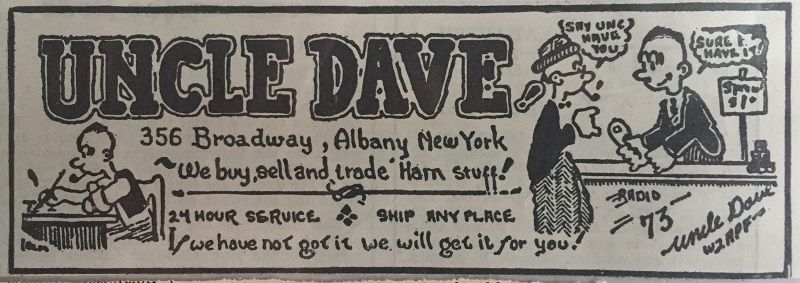 UNCLE DAVE
356 Broadway, Albany New York
"We buy, sell and trade" Ham stuff!
24 HOUR SERVICE SHIP ANY PLACE
If we have not got it we will get it for you!
SAY UNC
HAVE
YOU
SURE I
HAVE IT!
RADIO
73
Uncle Dave
W2APF